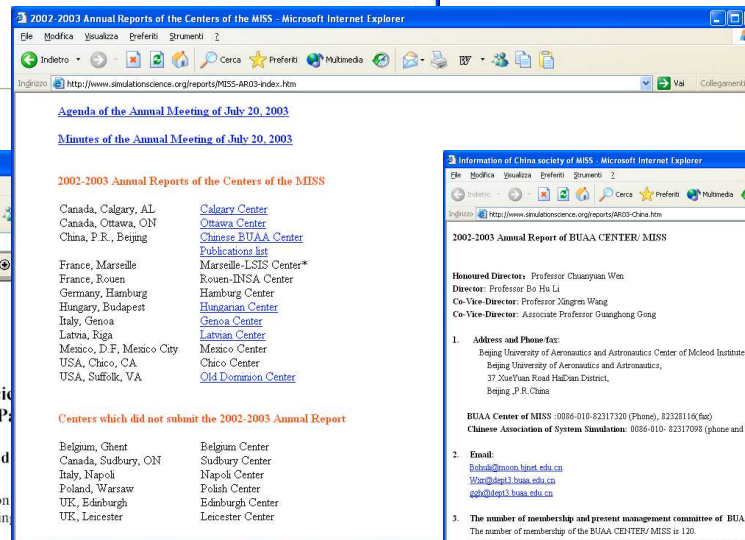 2002-2003 Annual Reports of the Centers of the MISS - Microsoft Internet Explorer
File Modifica Visualizza Preferiti Strumenti ?
Indietro Cerca Preferiti Multimedia
Indirizzo http://www.simulationscience.org/reports/MISS-AR03-index.htm Vai Collegamenti
Agenda of the Annual Meeting of July 20, 2003
Minutes of the Annual Meeting of July 20, 2003
2002-2003 Annual Reports of the Centers of the MISS
Canada, Calgary, AL Calgary Center
Canada, Ottawa, ON Ottawa Center
China, P.R., Beijing Chinese BUAA Center
Publications list
France, Marseille Marseille-LSIS Center*
France, Rouen Rouen-INSA Center
Germany, Hamburg Hamburg Center
Hungary, Budapest Hungarian Center
Italy, Genoa Genoa Center
Latvia, Riga Latvian Center
Mexico, D.F, Mexico City Mexico Center
USA, Chico, CA Chico Center
USA, Suffolk, VA Old Dominion Center
Centers which did not submit the 2002-2003 Annual Report
Belgium, Ghent Belgium Center
Canada, Sudbury, ON Sudbury Center
Italy, Napoli Napoli Center
Poland, Warsaw Polish Center
UK, Edinburgh Edinburgh Center
UK, Leicester Leicester Center
Information of China society of MISS - Microsoft Internet Explorer
File Modifica Visualizza Preferiti Strumenti ?
Indietro Cerca Preferiti Multimedia
Indirizzo http://www.simulationscience.org/reports/AR03-China.htm
2002-2003 Annual Report of BUAA CENTER/ MISS
Honoured Director: Professor Chuanyuan Wen
Director: Professor Bo Hu Li
Co-Vice-Director: Professor Xingren Wang
Co-Vice-Director: Associate Professor Guanghong Gong
1. Address and Phone/fax:
Beijing University of Aeronautics and Astronautics Center of Mcleod Institute
Beijing University of Aeronautics and Astronautics,
37 XueYuan Road HaiDian District,
Beijing ,P.R.China
BUAA Center of MISS :0086-010-82317320 (Phone), 82328116(fax)
Chinese Association of System Simulation: 0086-010- 82317098 (phone and
2. Email:
Bohuli@moon.bjnet.edu.cn
Wxr@dept3.buaa.edu.cn
ggh@dept3.buaa.edu.cn
3. The number of membership and present management committee of BUA
The number of membership of the BUAA CENTER/ MISS is 120.